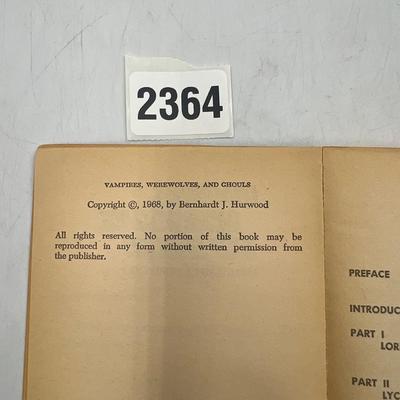 2364
VAMPIRES, WEREWOLVES, AND GHOULS
Copyright ©, 1968, by Bernhardt J. Hurwood
All rights reserved. No portion of this book may be
reproduced in any form without written permission from
the publisher.
PREFACE
INTRODUC
PART I
LOR
PART II
LYC